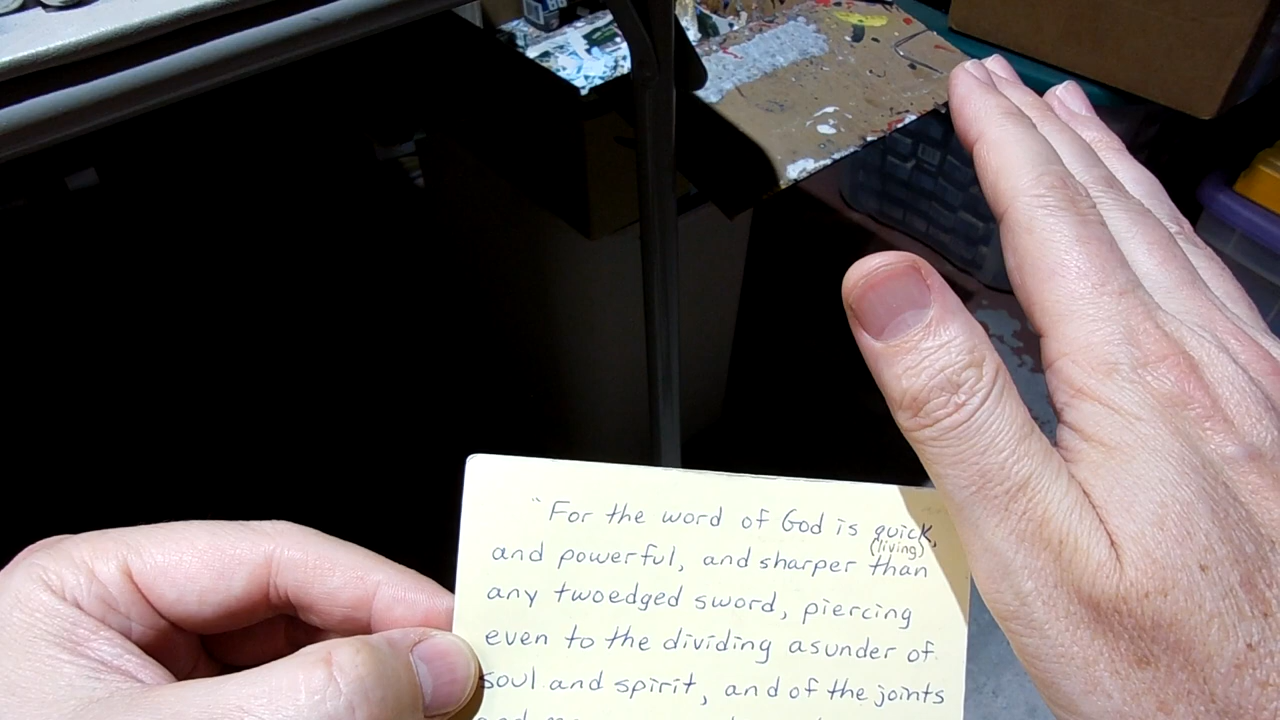 "For the word of God is quick,
(living)
and powerful, and sharper than
any twoedged sword, piercing
even to the dividing asunder of
soul and spirit, and of the joints